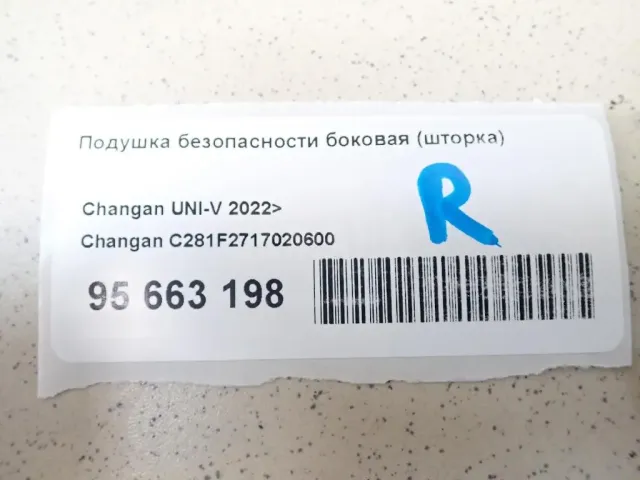 Подушка безопасности боковая (шторка)
R
Changan UNI-V 2022>
Changan C281F2717020600
95 663 198